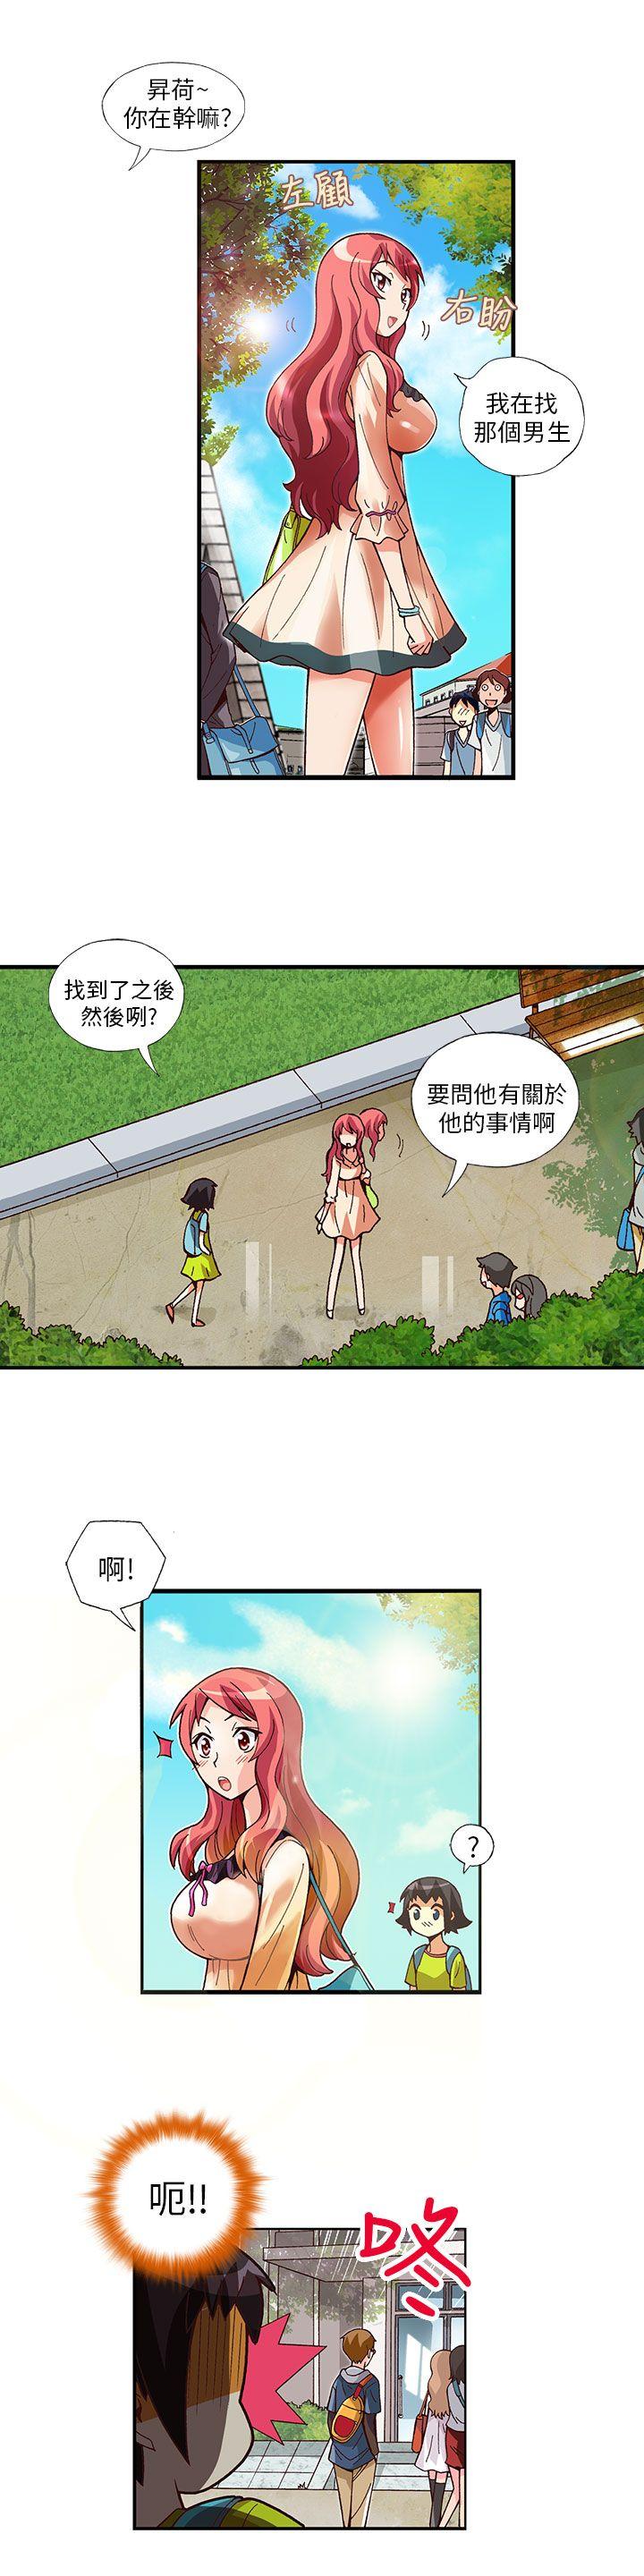 昇荷~
你在幹嘛?
左顧
右盼
我在找
那個男生
找到了之後
然後咧?
要問他有關於
他的事情啊
啊!
?
呃!!
咚